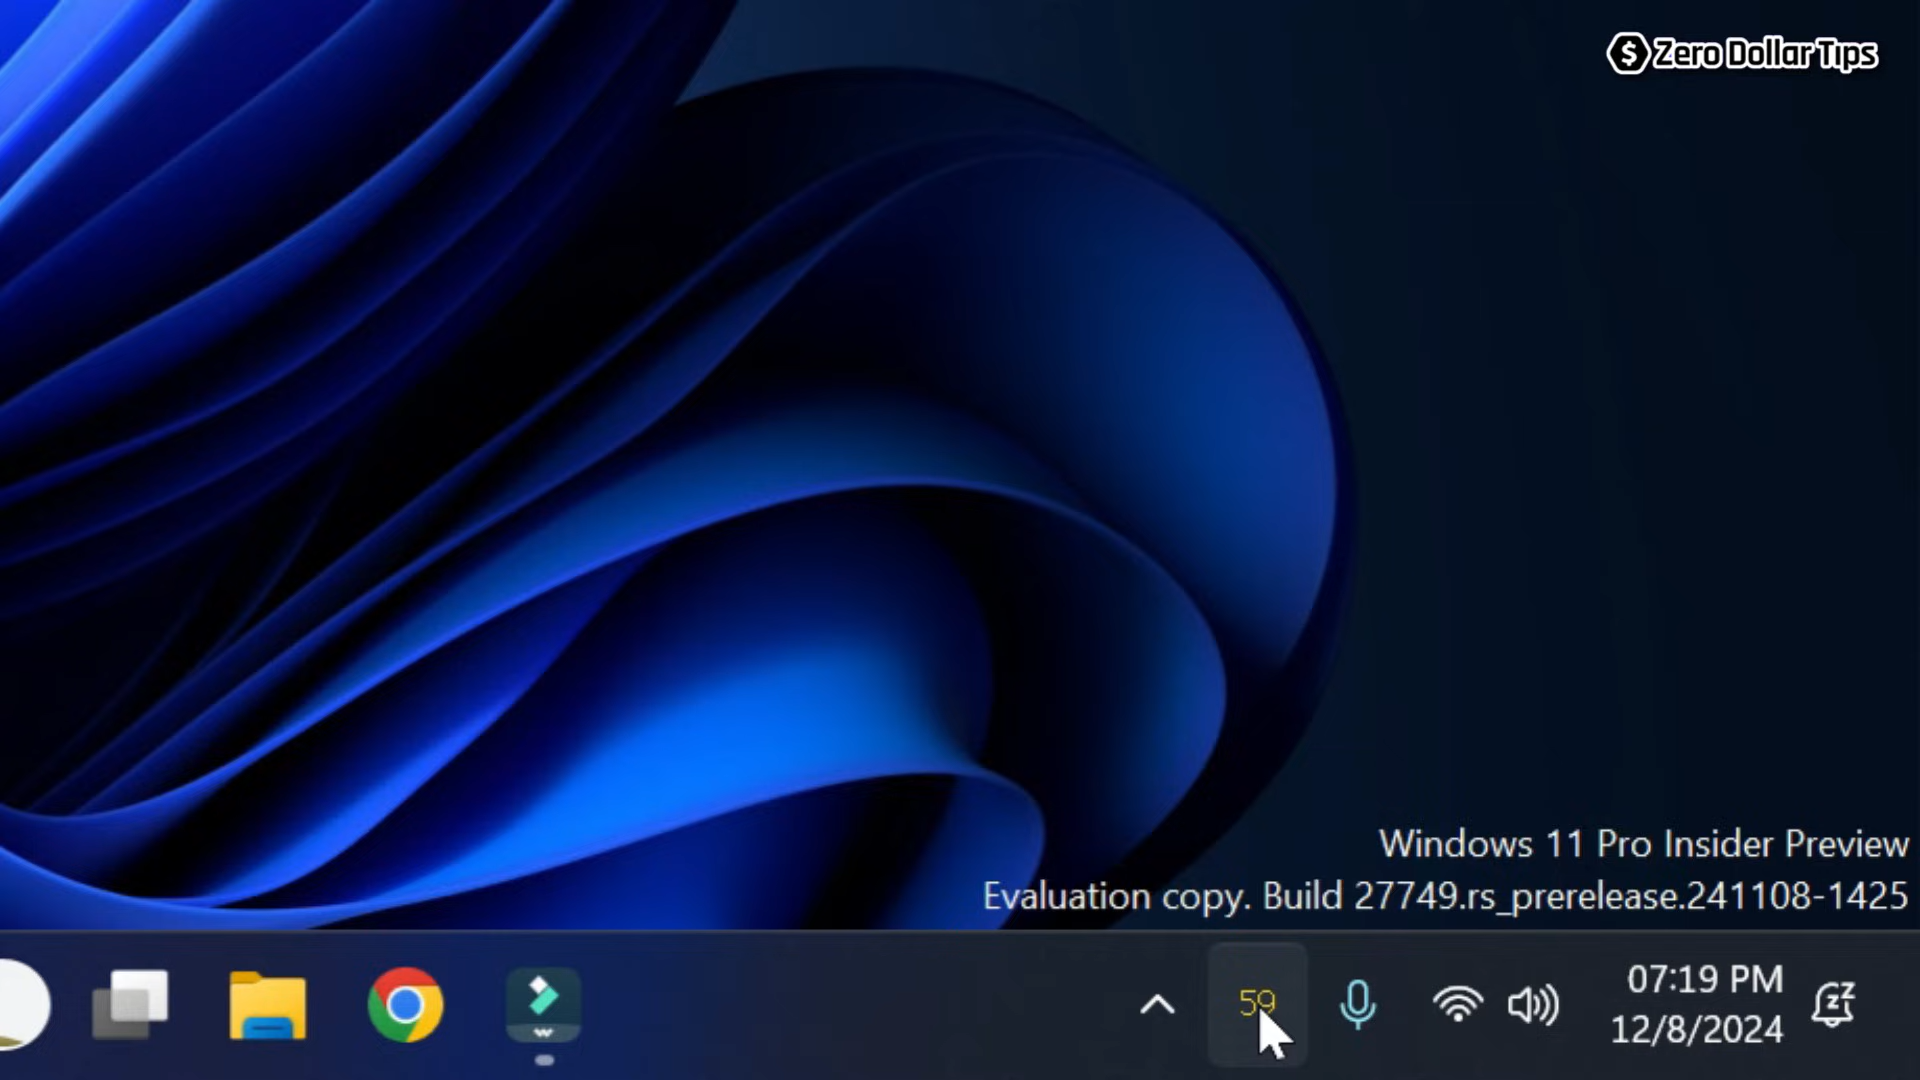 $ Zero Dollar Tips
Windows 11 Pro Insider Preview
Evaluation copy. Build 27749.rs_prerelease.241108-1425
59
07:19 PM
12/8/2024
zz